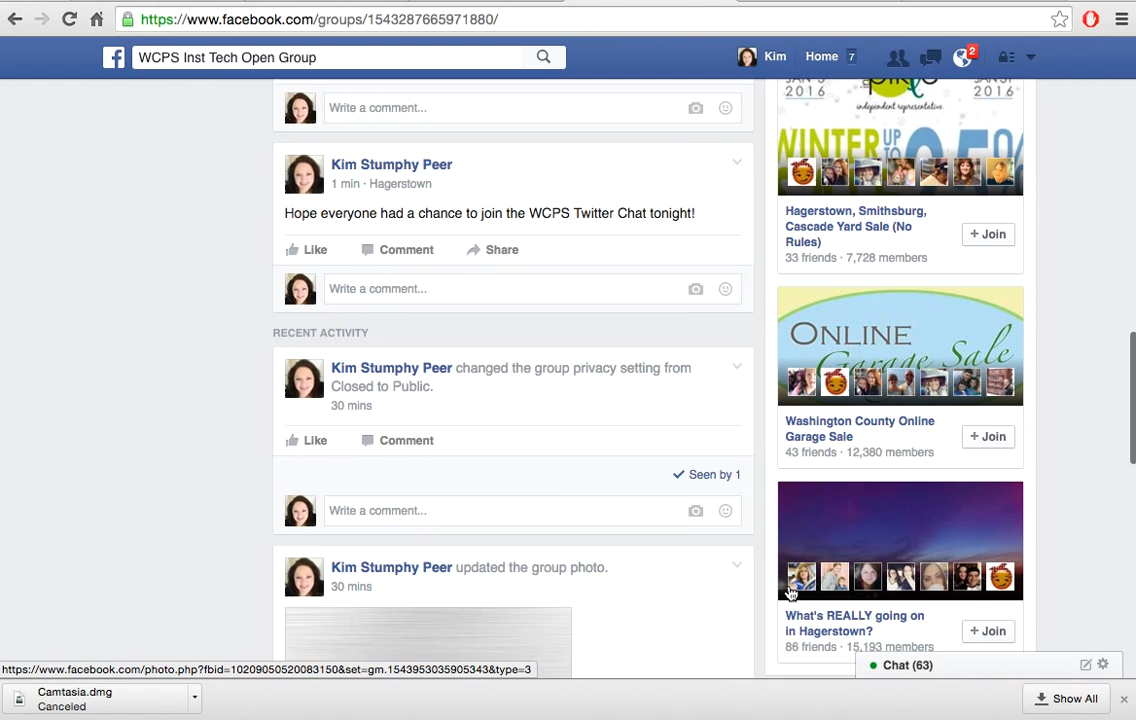 https://www.facebook.com/groups/1543287665971880/
WCPS Inst Tech Open Group
Kim
Home 7
2
Write a comment...
Kim Stumphy Peer
1 min · Hagerstown
Hope everyone had a chance to join the WCPS Twitter Chat tonight!
Like Comment Share
Write a comment...
RECENT ACTIVITY
Kim Stumphy Peer changed the group privacy setting from
Closed to Public.
30 mins
Like Comment
Seen by 1
Write a comment...
Kim Stumphy Peer updated the group photo.
30 mins
2016
2016
independent representative
WINTER UP TO
Hagerstown, Smithsburg,
Cascade Yard Sale (No
Rules)
33 friends · 7,728 members
+ Join
ONLINE
Garage Sale
Washington County Online
Garage Sale
43 friends · 12,380 members
+ Join
What's REALLY going on
in Hagerstown?
86 friends · 15,193 members
+ Join
Chat (63)
https://www.facebook.com/photo.php?fbid=10209050520083150&set=gm.1543953035905343&type=3
Camtasia.dmg
Canceled
Show All